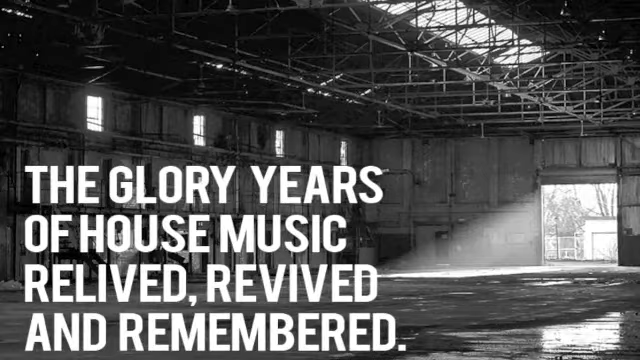 THE GLORY YEARS
OF HOUSE MUSIC
RELIVED, REVIVED
AND REMEMBERED.